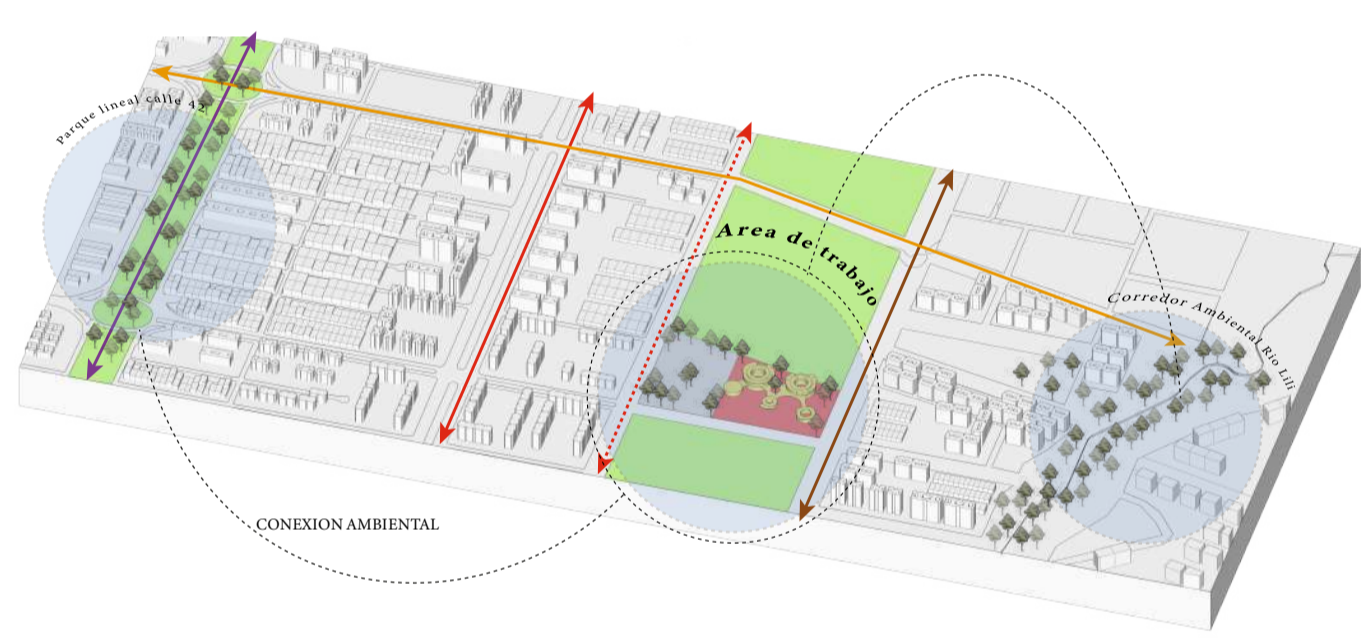 Parque lineal calle 42
Area de trabajo
Corredor Ambiental Rio Lili
CONEXION AMBIENTAL